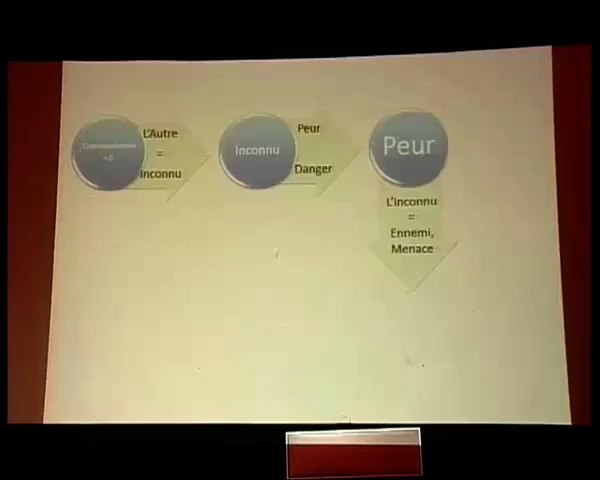 L'Autre
=
Inconnu
Inconnu
Peur
Danger
Peur
L'inconnu
=
Ennemi,
Menace